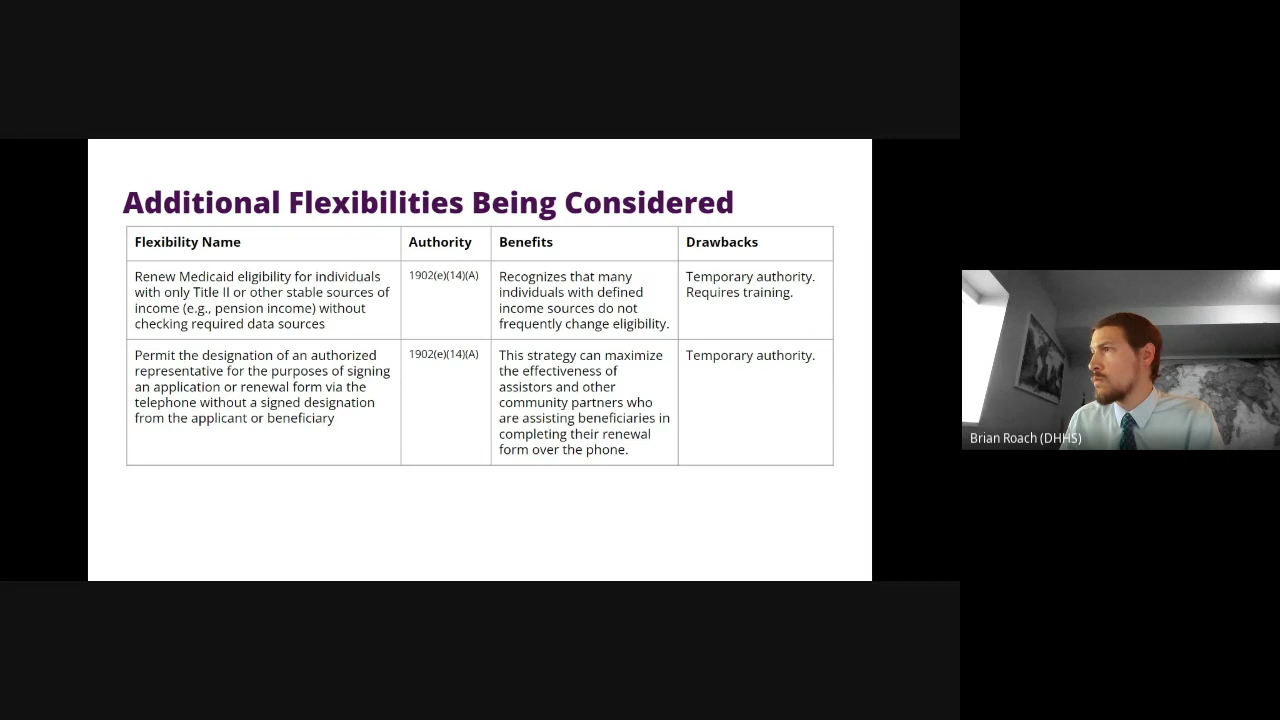 Additional Flexibilities Being Considered
Flexibility Name
Authority
Benefits
Drawbacks
Renew Medicaid eligibility for individuals
with only Title II or other stable sources of
income (e.g., pension income) without
checking required data sources
1902(e)(14)(A)
Recognizes that many
individuals with defined
income sources do not
frequently change eligibility.
Temporary authority.
Requires training.
Permit the designation of an authorized
representative for the purposes of signing
an application or renewal form via the
telephone without a signed designation
from the applicant or beneficiary
1902(e)(14)(A)
This strategy can maximize
the effectiveness of
assistors and other
community partners who
are assisting beneficiaries in
completing their renewal
form over the phone.
Temporary authority.
Brian Roach (DHHS)